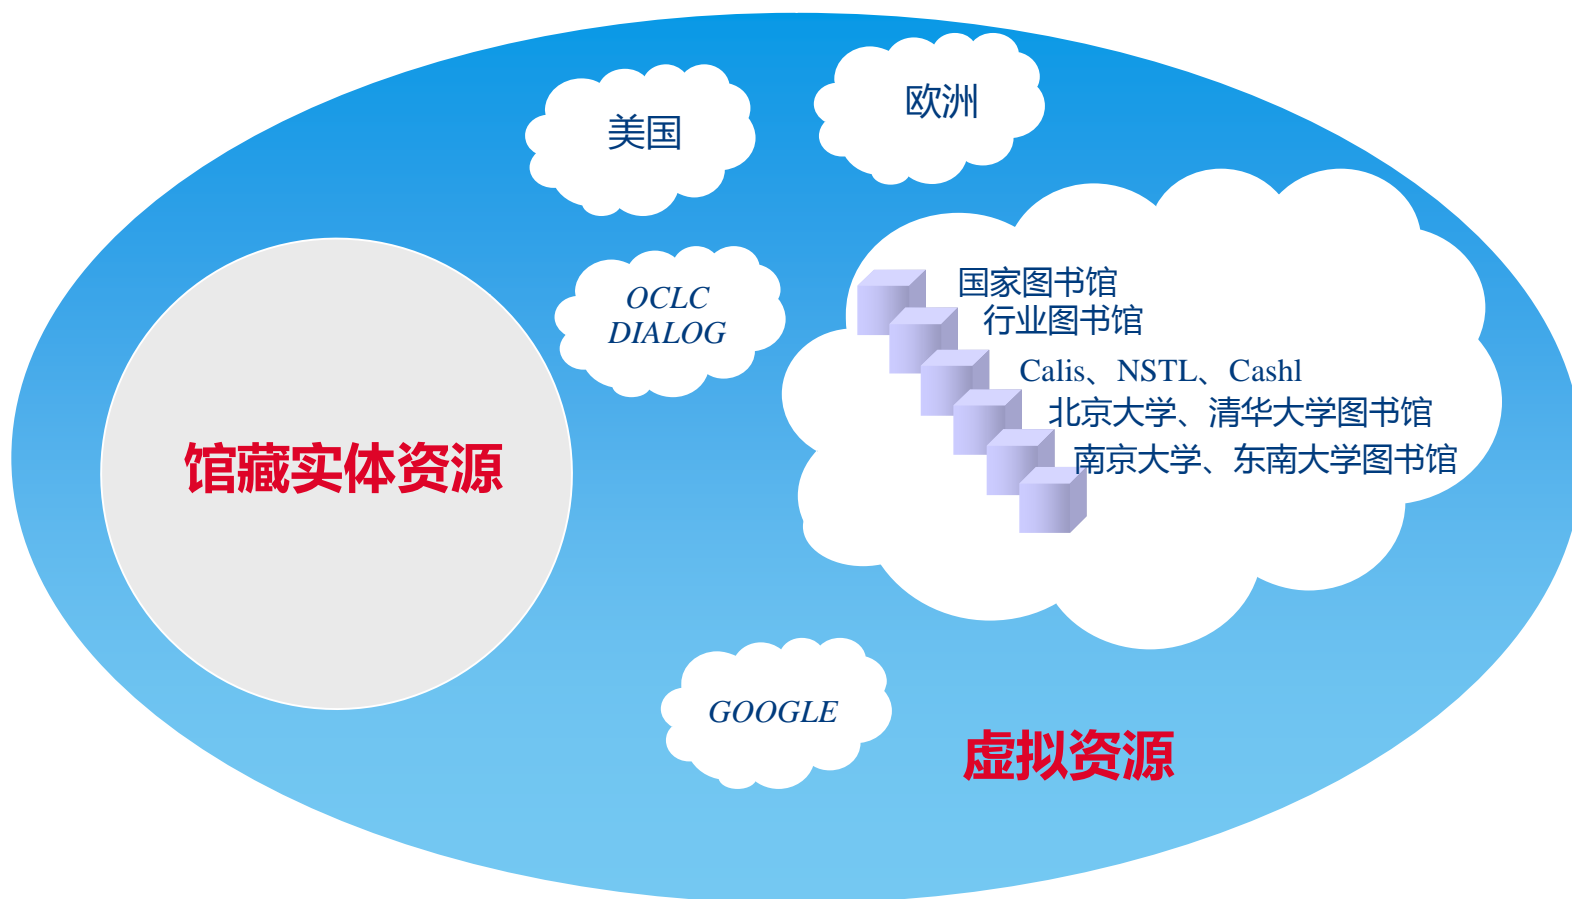 美国
欧洲
OCLC
DIALOG
国家图书馆
行业图书馆
Calis、NSTL、Cashl
北京大学、清华大学图书馆
南京大学、东南大学图书馆
馆藏实体资源
GOOGLE
虚拟资源